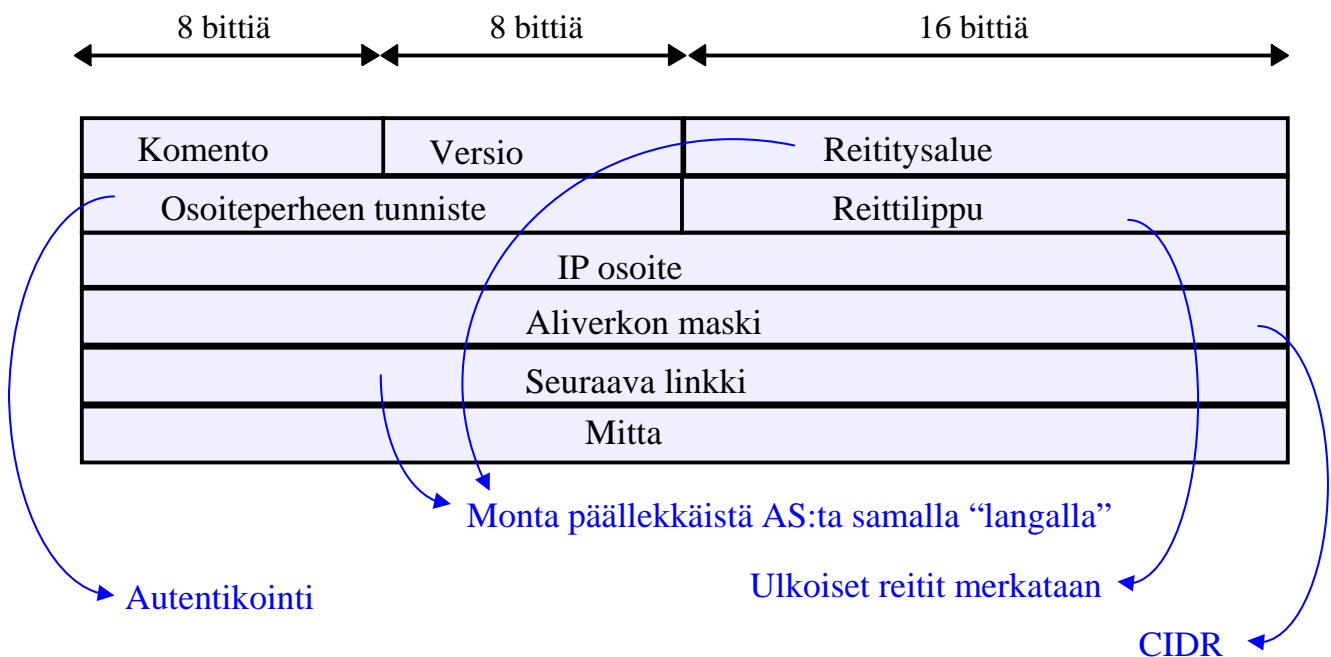 8 bittiä 8 bittiä 16 bittiä
Komento Versio Reititysalue
Osoiteperheen tunniste Reittilippu
IP osoite
Aliverkon maski
Seuraava linkki
Mitta
Monta päällekkäistä AS:ta samalla “langalla”
Ulkoiset reitit merkataan
Autentikointi
CIDR